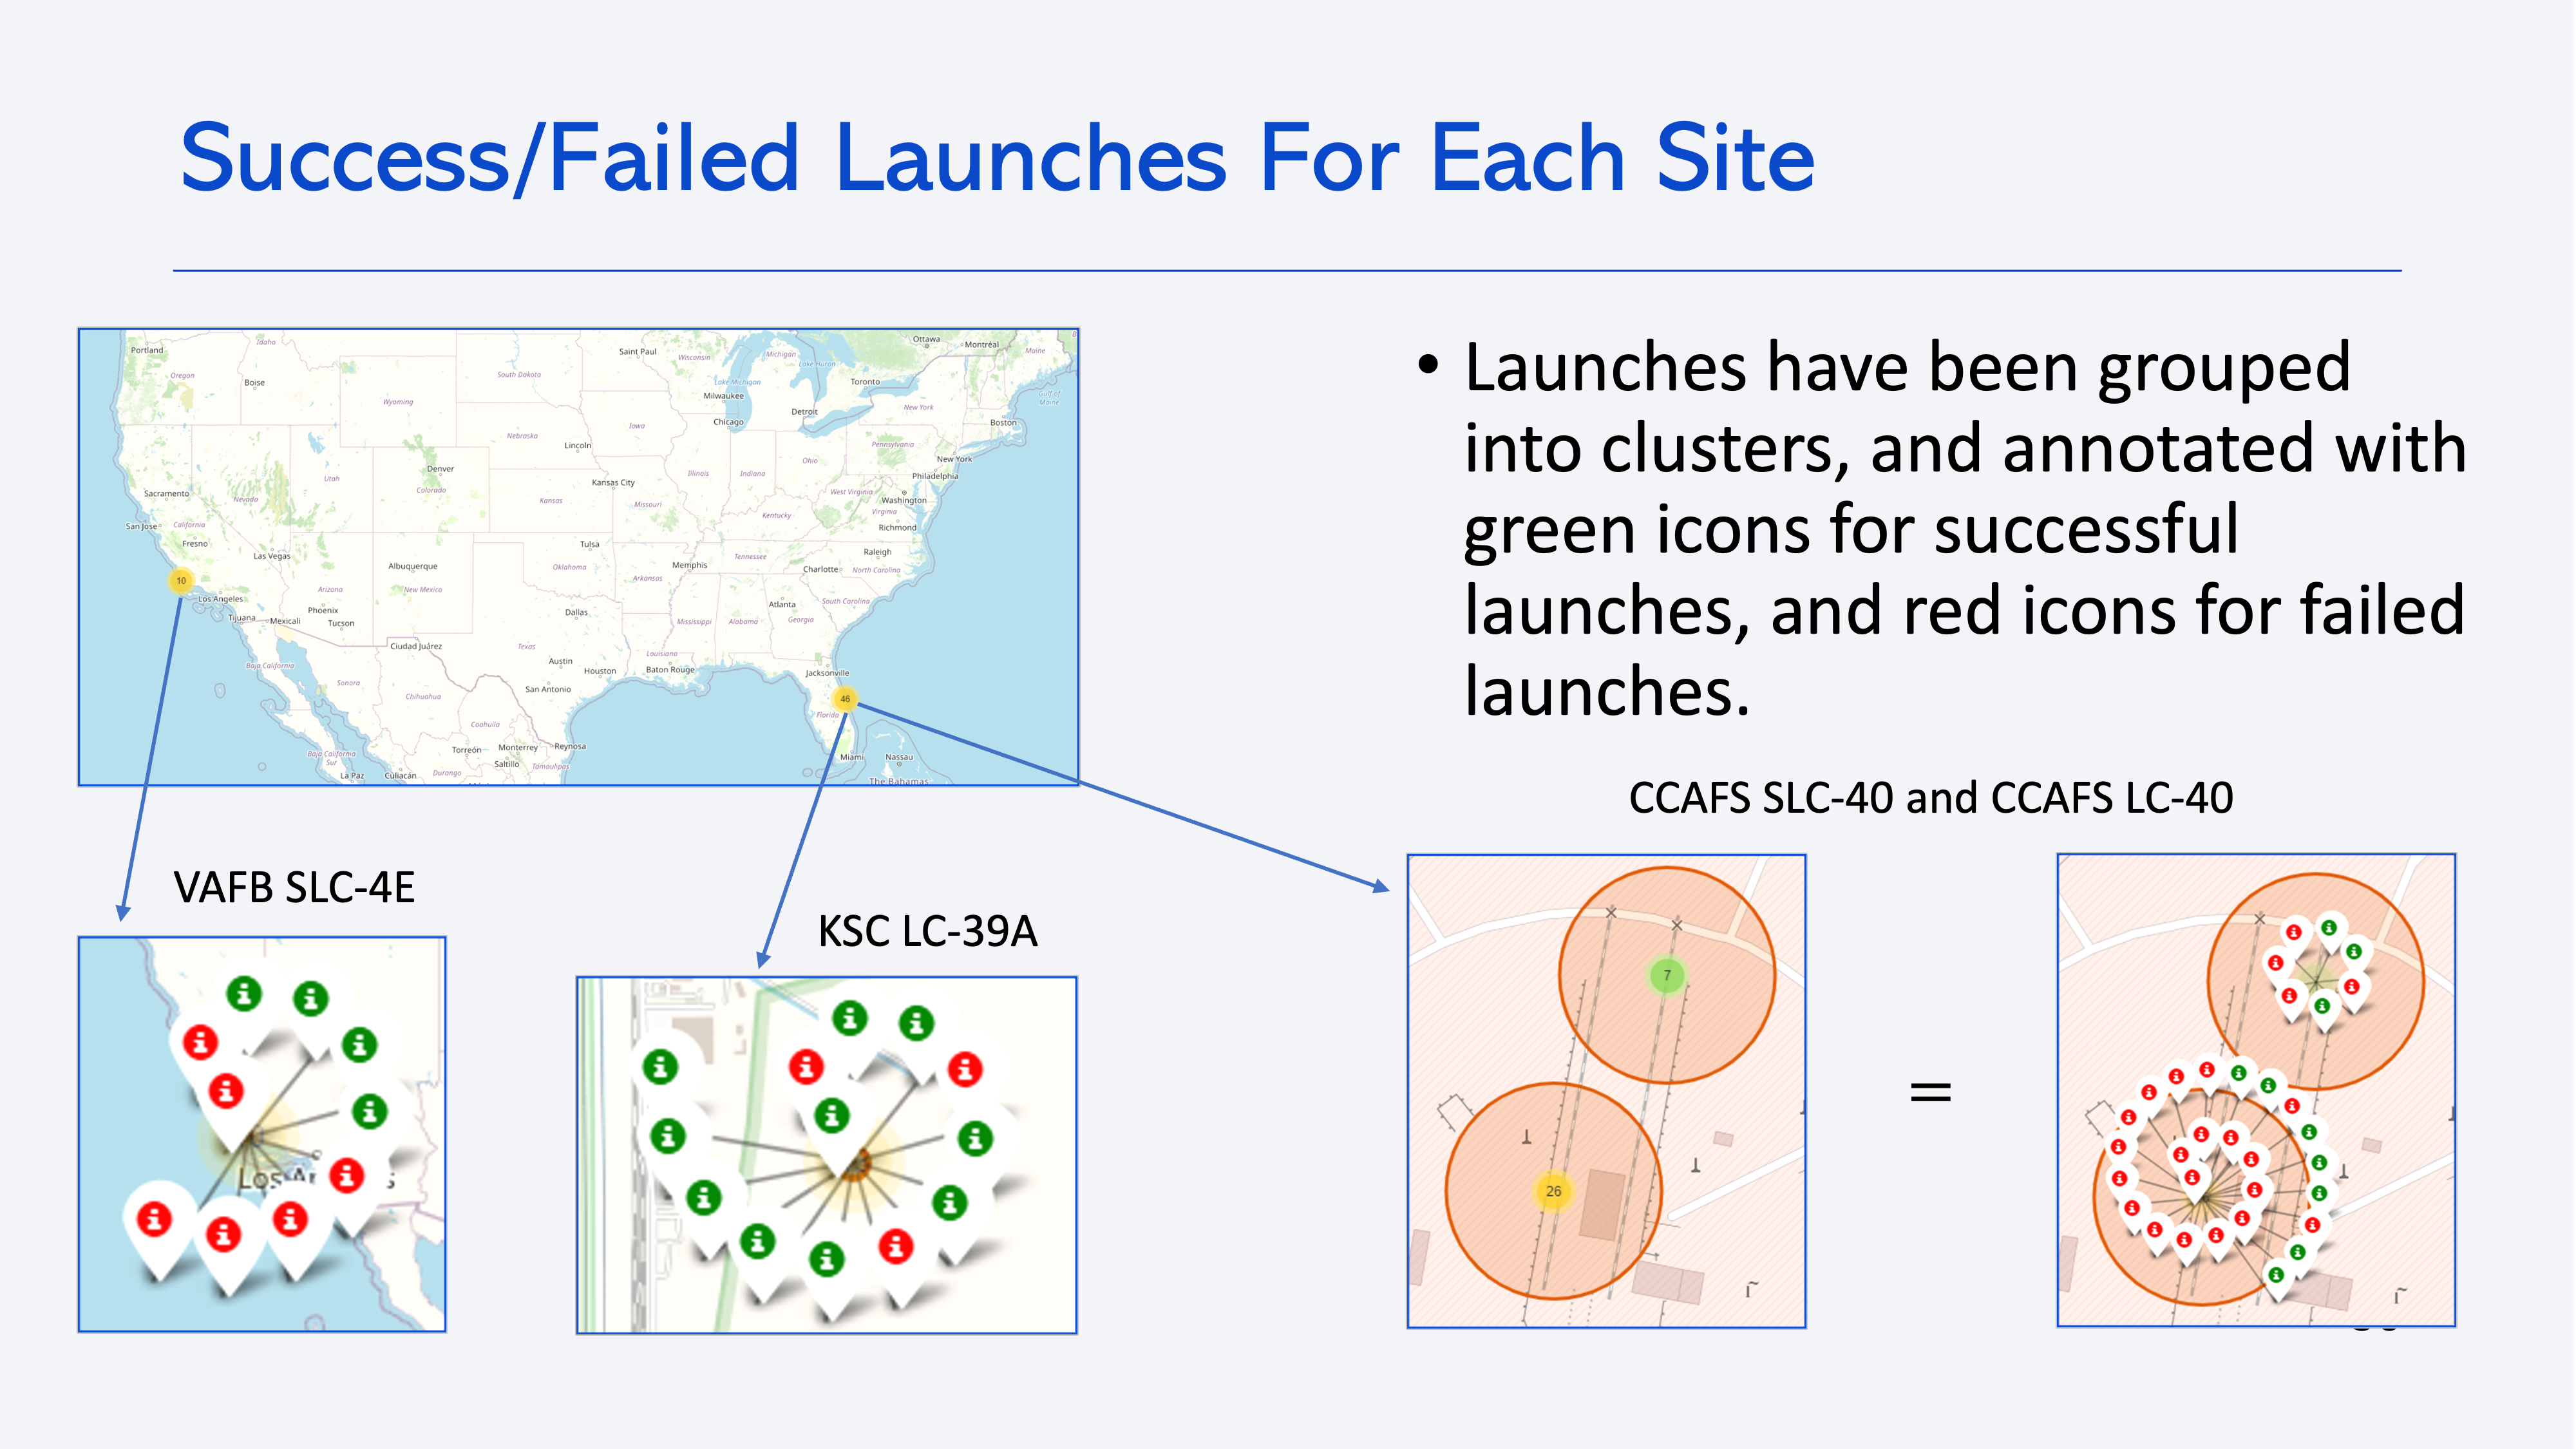 Success/Failed Launches For Each Site
Portland
Idaho
Oregon
Boise
Wyoming
South Dakota
Saint Paul
Wisconsin
Michigan
Lake Huron
Lake Michigan
Milwaukee
Chicago
Detroit
Toronto
Ottawa
Montréal
Maine
Gulf of
Maine
New York
Boston
Nebraska
Iowa
Lincoln
Pennsylvania
New York
Philadelphia
Ohio
Illinois
Indiana
Denver
Utah
Colorado
Kansas City
Kansas
Missouri
West Virginia
Washington
Virginia
Richmond
Sacramento
Nevada
San Jose
California
Fresno
Las Vegas
Kentucky
Tulsa
Tennessee
Raleigh
Charlotte
North Carolina
Albuquerque
Oklahoma
Memphis
Arkansas
10
Los Angeles
Arizona
New Mexico
Phoenix
Tijuana
Mexicali
Tucson
Dallas
Atlanta
South Carolina
Mississippi
Alabama
Georgia
Ciudad Juárez
Texas
Louisiana
Baja California
Austin
Houston
Baton Rouge
Jacksonville
Sonora
Chihuahua
San Antonio
46
Florida
Coahuila
Torreón
Monterrey
Reynosa
Baja California
Sur
Saltillo
Tamaulipas
Miami
Nassau
La Paz
Culiacán
Durango
The Bahamas
• Launches have been grouped
into clusters, and annotated with
green icons for successful
launches, and red icons for failed
launches.
CCAFS SLC-40 and CCAFS LC-40
VAFB SLC-4E
KSC LC-39A
7
26
=